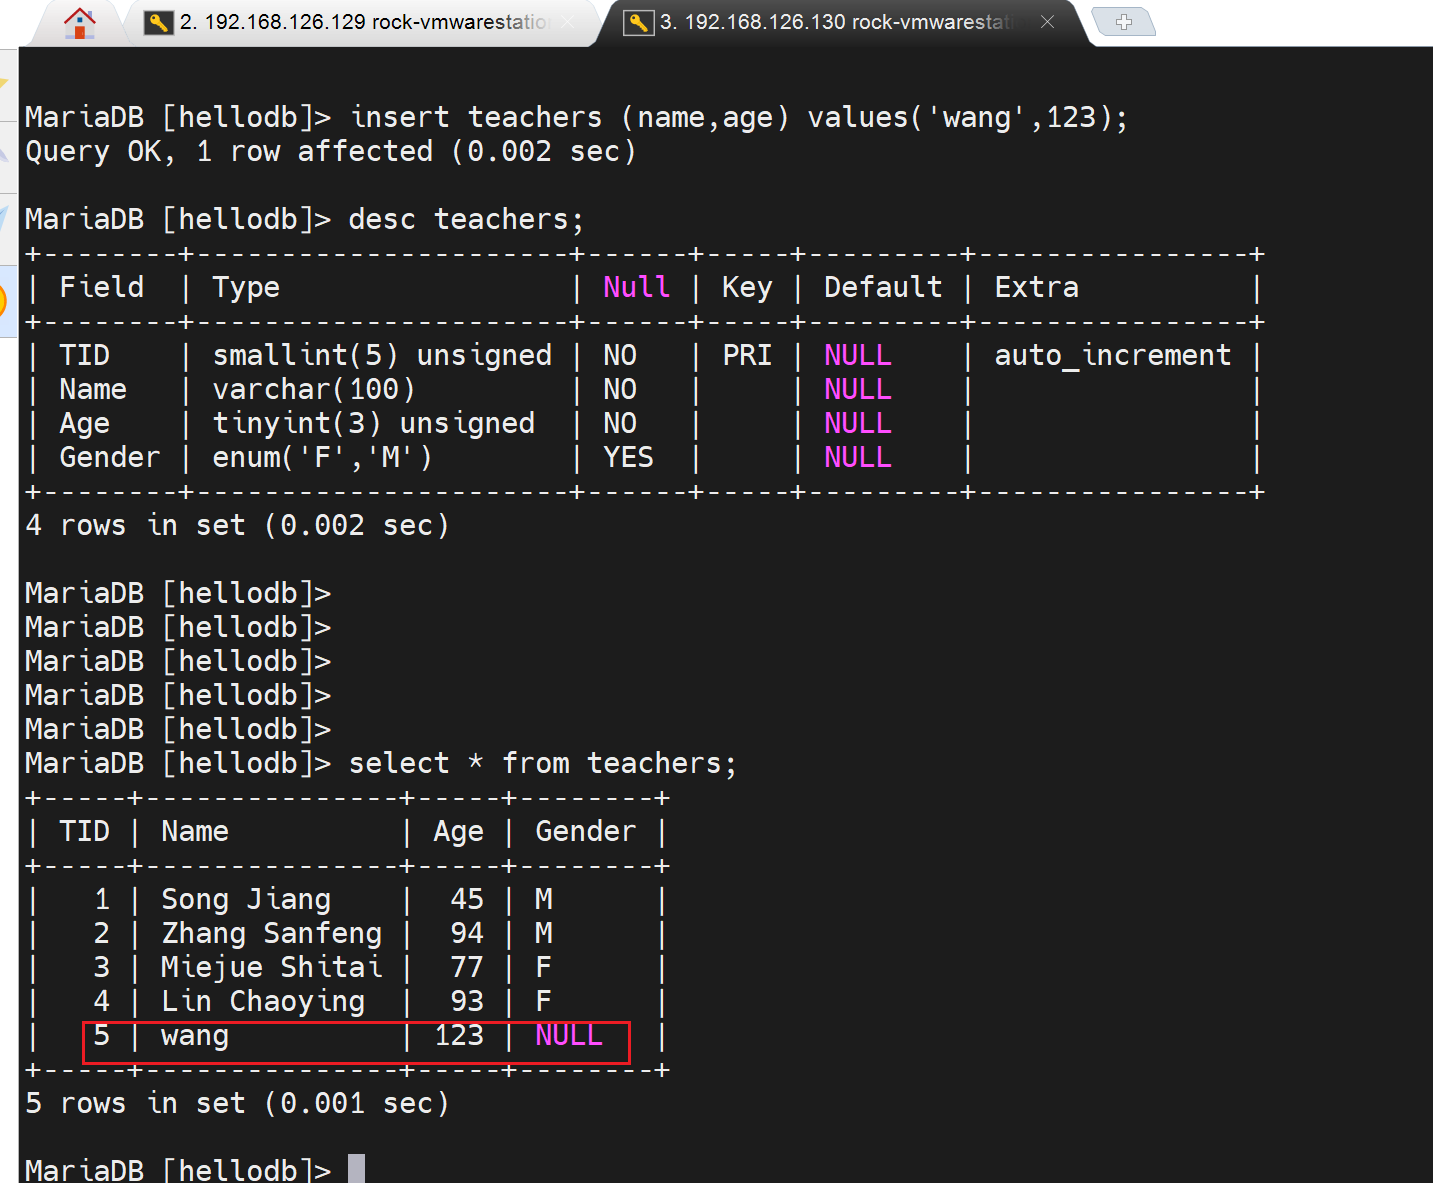 2. 192.168.126.129 rock-vmwarestatio
3. 192.168.126.130 rock-vmwarestati
MariaDB [hellodb]> insert teachers (name,age) values('wang',123);
Query OK, 1 row affected (0.002 sec)
MariaDB [hellodb]> desc teachers;
+--------+----------------------+------+-----+---------+----------------+
| Field  | Type                 | Null | Key | Default | Extra          |
+--------+----------------------+------+-----+---------+----------------+
| TID    | smallint(5) unsigned | NO   | PRI | NULL    | auto_increment |
| Name   | varchar(100)         | NO   |     | NULL    |                |
| Age    | tinyint(3) unsigned  | NO   |     | NULL    |                |
| Gender | enum('F','M')        | YES  |     | NULL    |                |
+--------+----------------------+------+-----+---------+----------------+
4 rows in set (0.002 sec)
MariaDB [hellodb]>
MariaDB [hellodb]>
MariaDB [hellodb]>
MariaDB [hellodb]>
MariaDB [hellodb]>
MariaDB [hellodb]> select * from teachers;
+-----+---------------+-----+--------+
| TID | Name          | Age | Gender |
+-----+---------------+-----+--------+
|   1 | Song Jiang    |  45 | M      |
|   2 | Zhang Sanfeng |  94 | M      |
|   3 | Miejue Shitai |  77 | F      |
|   4 | Lin Chaoying  |  93 | F      |
|   5 | wang          | 123 | NULL   |
+-----+---------------+-----+--------+
5 rows in set (0.001 sec)
MariaDB [hellodb]>